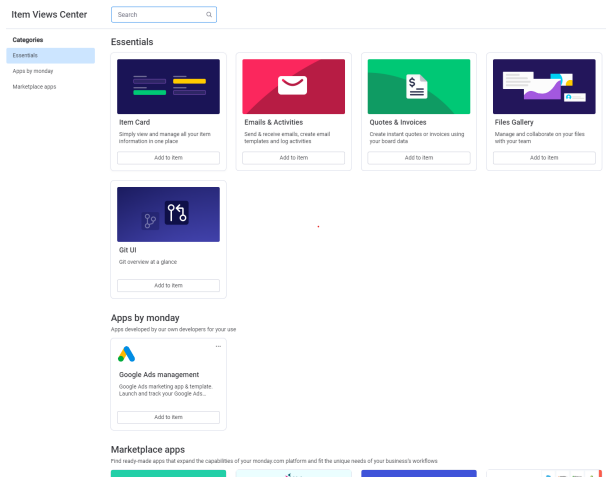 Item Views Center
Search
Categories
Essentials
Apps by monday
Marketplace apps
Essentials
Item Card
Simply view and manage all your item
information in one place
Add to item
Emails & Activities
Send & receive emails, create email
templates and log activities
Add to item
Quotes & Invoices
Create instant quotes or invoices using
your board data
Add to item
Files Gallery
Manage and collaborate on your files
with your team
Add to item
Git UI
Git overview at a glance
Add to item
Apps by monday
Apps developed by our own developers for your use
Google Ads management
Google Ads marketing app & template.
Launch and track your Google Ads...
Add to item
Marketplace apps
Find ready-made apps that expand the capabilities of your monday.com platform and fit the unique needs of your business's workflows